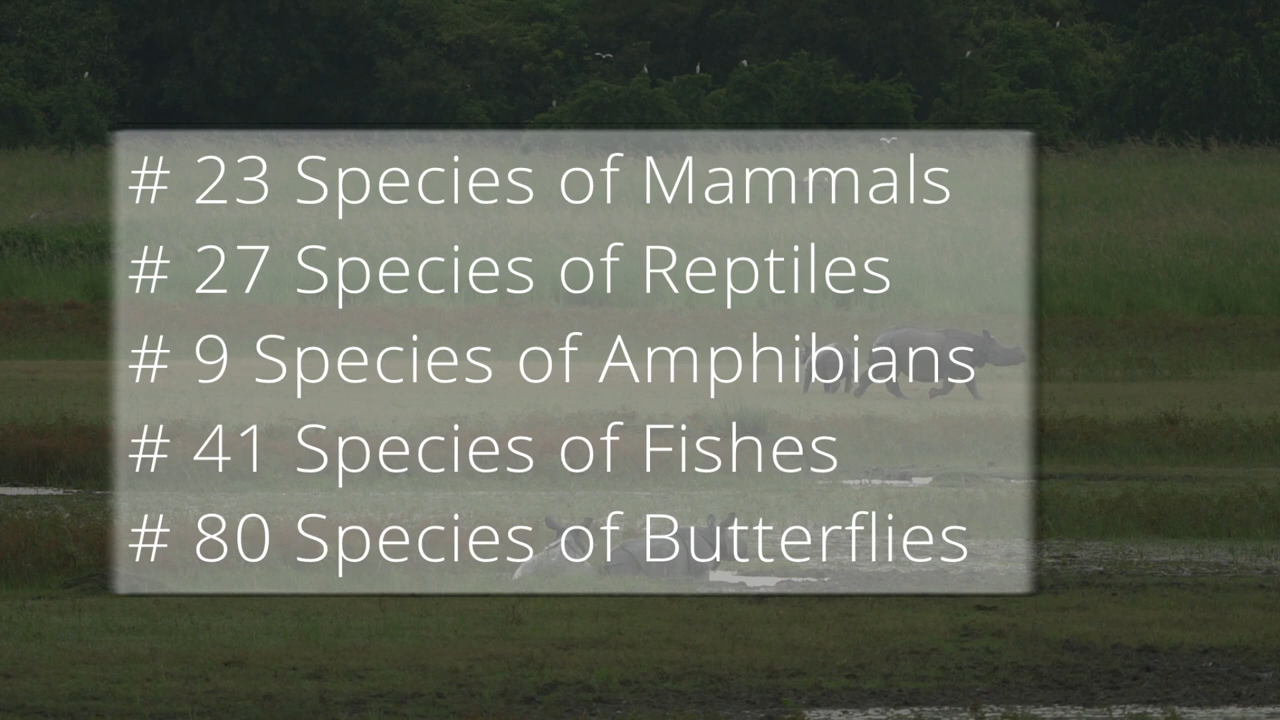 # 23 Species of Mammals
# 27 Species of Reptiles
# 9 Species of Amphibians
# 41 Species of Fishes
# 80 Species of Butterflies